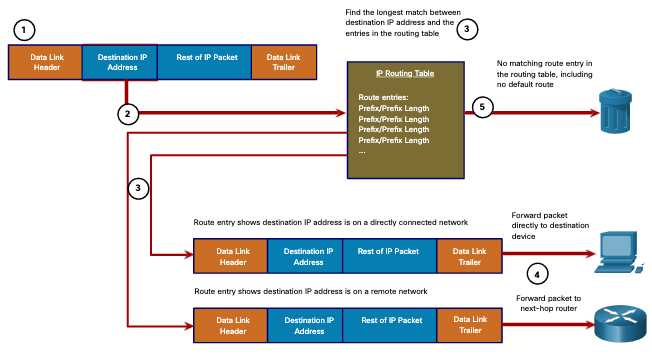 1
Find the longest match between
destination IP address and the
entries in the routing table
3
Data Link
Header
Destination IP
Address
Rest of IP Packet
Data Link
Trailer
2
IP Routing Table
Route entries:
Prefix/Prefix Length
Prefix/Prefix Length
Prefix/Prefix Length
Prefix/Prefix Length
...
5
No matching route entry in
the routing table, including
no default route
3
Route entry shows destination IP address is on a directly connected network
Data Link
Header
Destination IP
Address
Rest of IP Packet
Data Link
Trailer
Forward packet
directly to destination
device
4
Route entry shows destination IP address is on a remote network
Data Link
Header
Destination IP
Address
Rest of IP Packet
Data Link
Trailer
Forward packet to
next-hop router